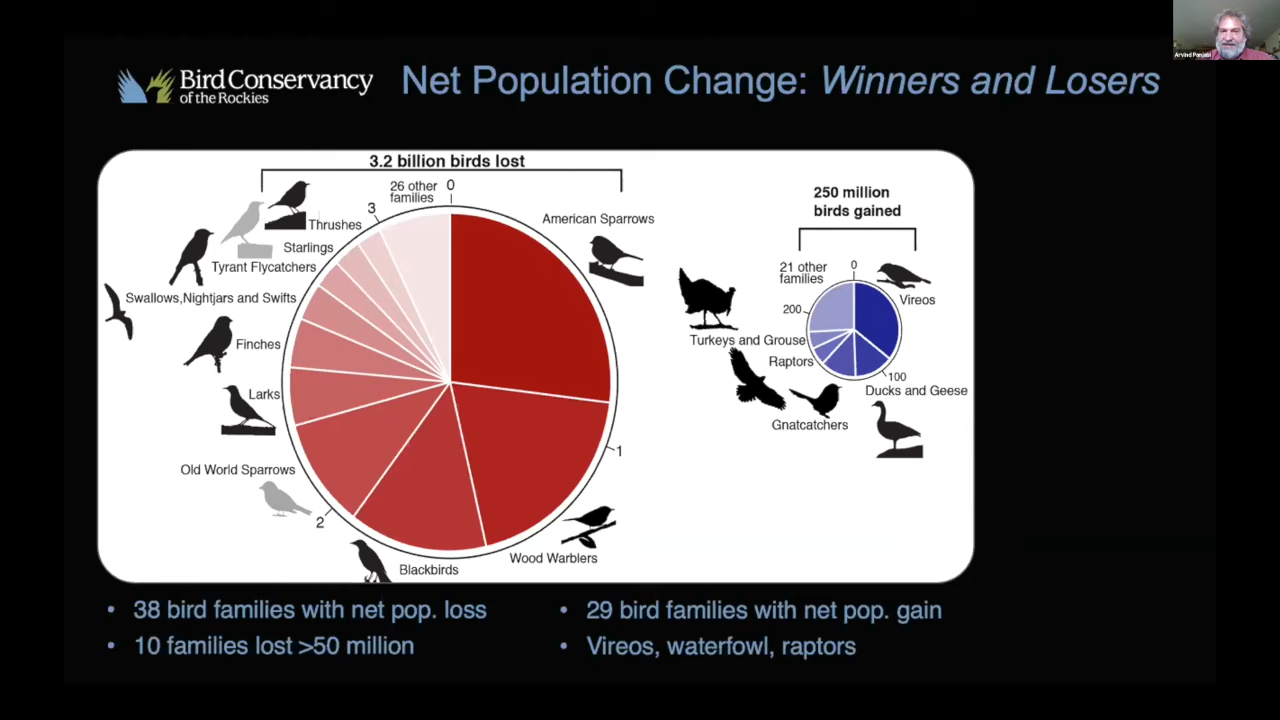 Arvind Panjabi
Bird Conservancy
of the Rockies
Net Population Change: Winners and Losers
3.2 billion birds lost
26 other
families
0
3
Thrushes
Starlings
Tyrant Flycatchers
Swallows,Nightjars and Swifts
Finches
Larks
Old World Sparrows
2
Blackbirds
Wood Warblers
1
American Sparrows
250 million
birds gained
21 other
families
0
Vireos
200
Turkeys and Grouse
Raptors
100
Ducks and Geese
Gnatcatchers
• 38 bird families with net pop. loss
• 10 families lost >50 million
• 29 bird families with net pop. gain
• Vireos, waterfowl, raptors